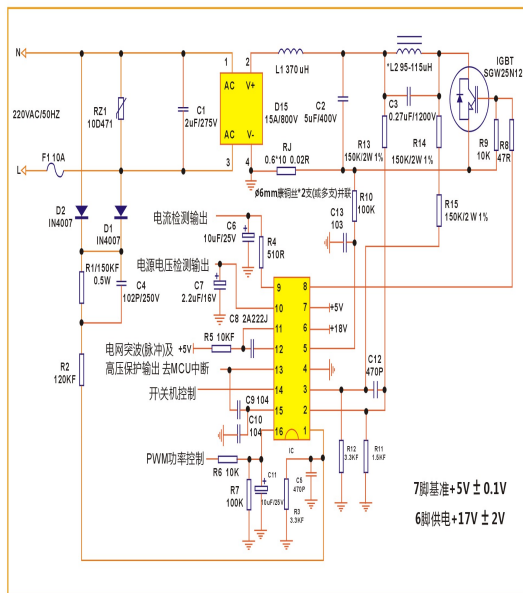 N
220VAC/50HZ
L
F1 10A
RZ1
10D471
C1
2uF/275V
1
2
AC
V+
D15
15A/800V
AC
V-
3
4
L1 370 uH
C2
5uF/400V
RJ
0.6*10 0.02R
ø6mm康铜丝*2支(或多支)并联
*L2 95-115uH
C3
0.27uF/1200V
R13
150K/2W 1%
R14
150K/2W 1%
IGBT
SGW25N12
R9
10K
R8
47R
R15
150K/2W 1%
R10
100K
C13
103
D2
IN4007
D1
IN4007
R1/150KF
0.5W
C4
102P/250V
R2
120KF
电流检测输出
C6
10uF/25V
R4
510R
电源电压检测输出
C7
2.2uF/16V
C8 2A222J
电网突波(脉冲)及
+5V
R5 10KF
高压保护输出 去MCU中断
开\关机控制
C9 104
C10
104
PWM功率控制
R6 10K
R7
100K
C11
10uF/25V
R3
3.3KF
C5
470P
IC
9
10
11
12
13
14
15
16
8
7
6
5
4
3
2
1
+5V
+18V
C12
470P
R12
3.3KF
R11
1.5KF
7脚基准+5V±0.1V
6脚供电+17V±2V